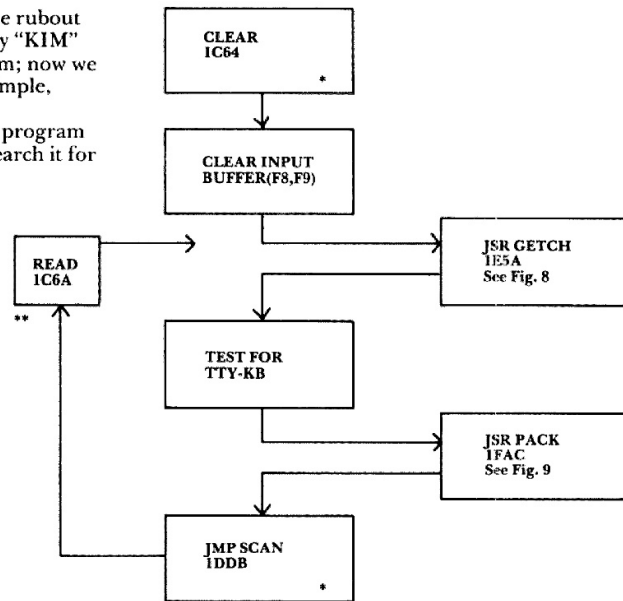 e rubout
y “KIM”
m; now we
mple,
program
earch it for
CLEAR
1C64
*
CLEAR INPUT
BUFFER(F8,F9)
READ
1C6A
**
JSR GETCH
1E5A
See Fig. 8
TEST FOR
TTY-KB
JSR PACK
1FAC
See Fig. 9
JMP SCAN
1DDB
*